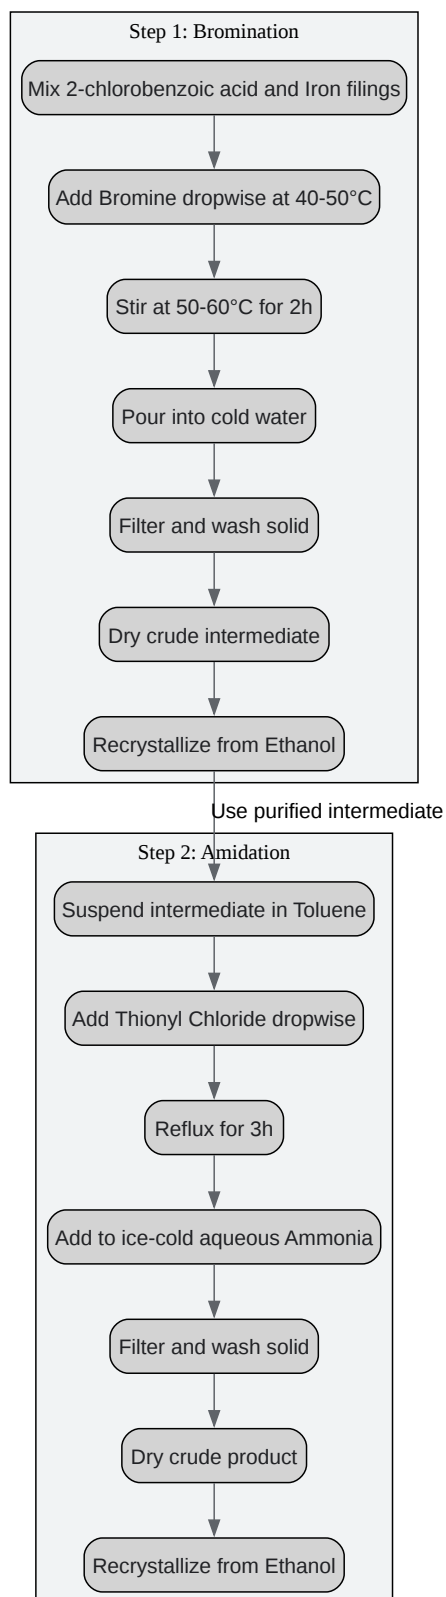 Step 1: Bromination
Mix 2-chlorobenzoic acid and Iron filings
Add Bromine dropwise at 40-50°C
Stir at 50-60°C for 2h
Pour into cold water
Filter and wash solid
Dry crude intermediate
Recrystallize from Ethanol
Use purified intermediate
Step 2: Amidation
Suspend intermediate in Toluene
Add Thionyl Chloride dropwise
Reflux for 3h
Add to ice-cold aqueous Ammonia
Filter and wash solid
Dry crude product
Recrystallize from Ethanol